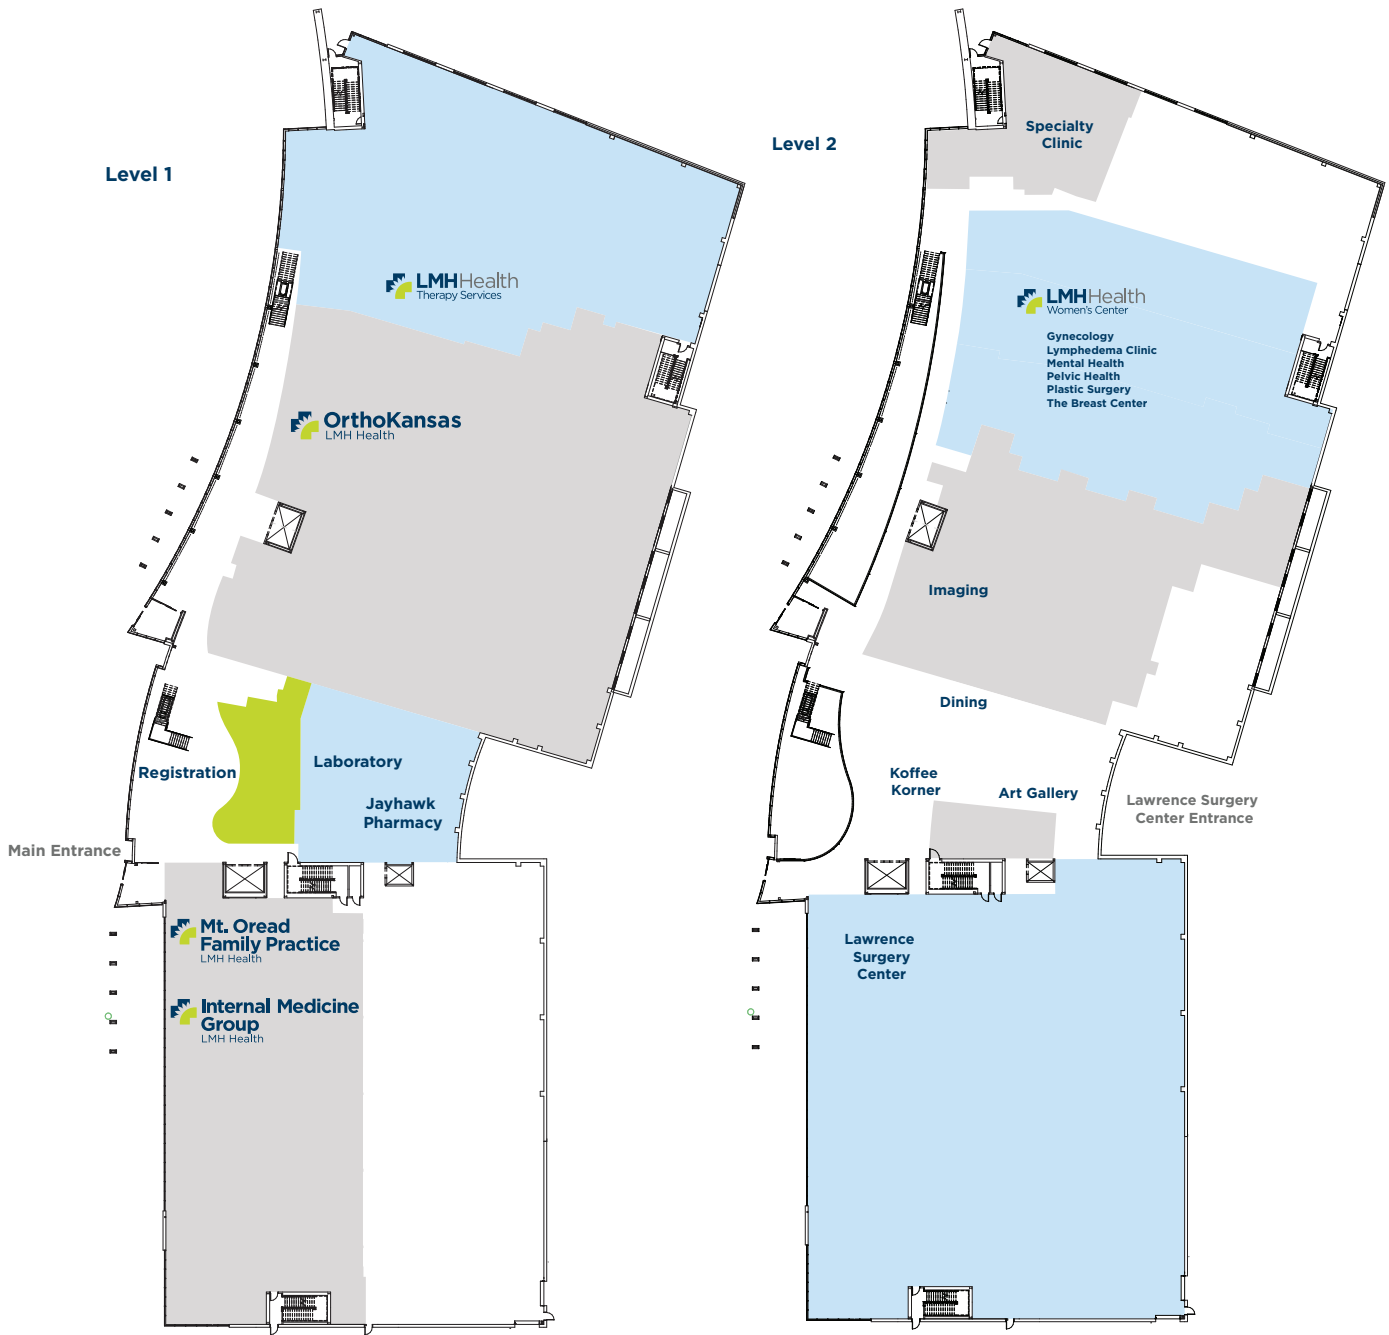 Level 1
LMHHealth
Therapy Services
OrthoKansas
LMH Health
Registration
Laboratory
Jayhawk
Pharmacy
Main Entrance
Mt. Oread
Family Practice
LMH Health
Internal Medicine
Group
LMH Health
Level 2
Specialty
Clinic
LMHHealth
Women's Center
Gynecology
Lymphedema Clinic
Mental Health
Pelvic Health
Plastic Surgery
The Breast Center
Imaging
Dining
Koffee
Korner
Art Gallery
Lawrence Surgery
Center Entrance
Lawrence
Surgery
Center